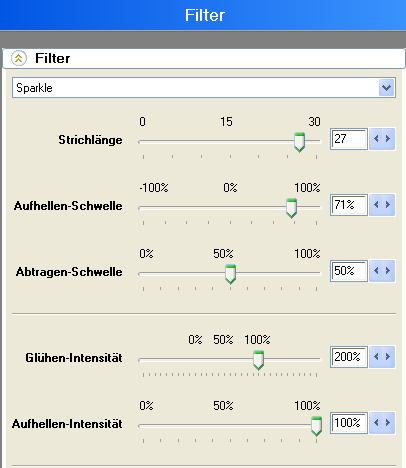 Filter
Filter
Sparkle
0 15 30
Strichlänge 27
-100% 0% 100%
Aufhellen-Schwelle 71%
0% 50% 100%
Abtragen-Schwelle 50%
0% 50% 100%
Glühen-Intensität 200%
0% 50% 100%
Aufhellen-Intensität 100%